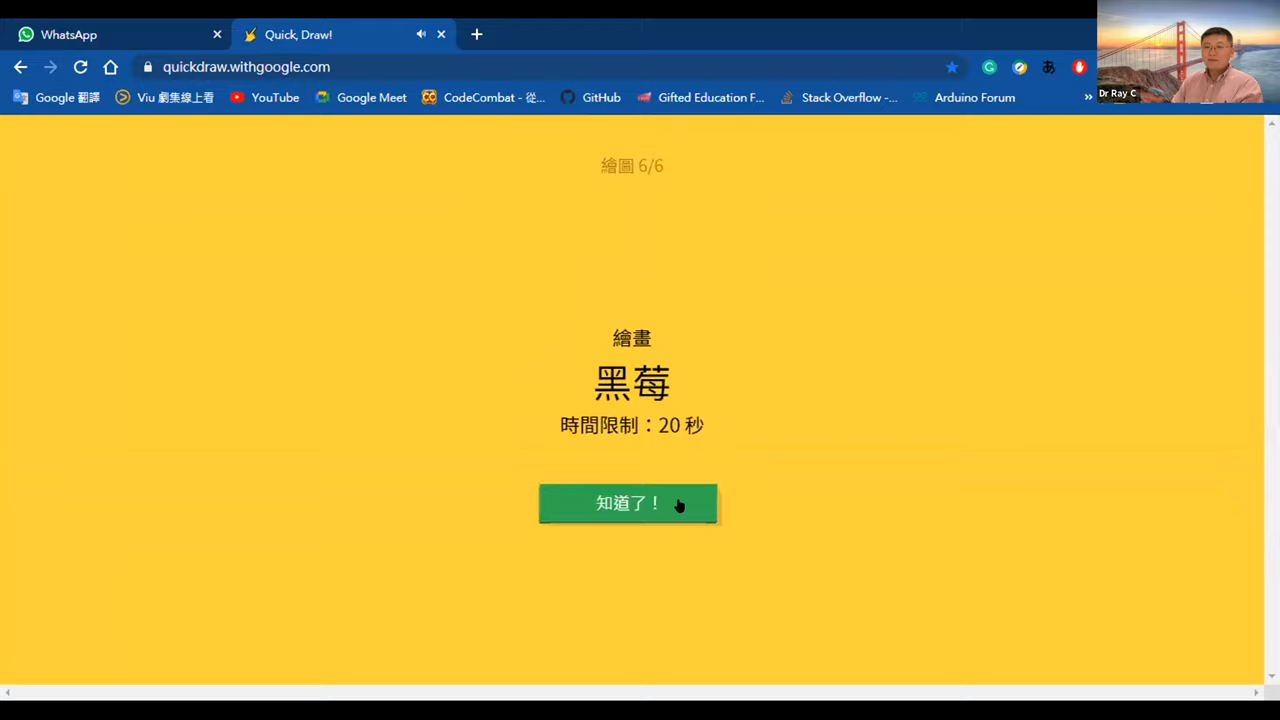 WhatsApp
Quick, Draw!
quickdraw.withgoogle.com
Google 翻譯
Viu 劇集線上看
YouTube
Google Meet
CodeCombat - 從...
GitHub
Gifted Education F...
Stack Overflow -...
Arduino Forum
»
あ
Dr Ray C
繪圖 6/6
繪畫
黑莓
時間限制：20 秒
知道了！